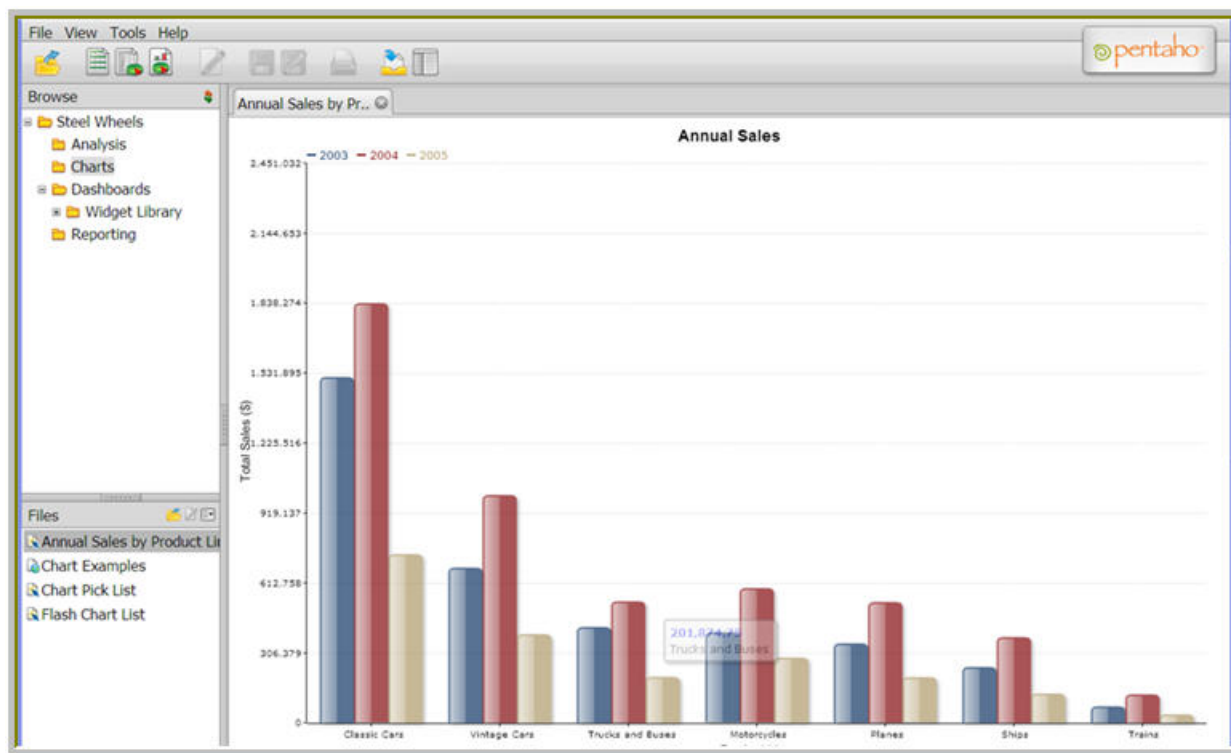 File View Tools Help
pentaho
Browse
Steel Wheels
Analysis
Charts
Dashboards
Widget Library
Reporting
Files
Annual Sales by Product Lin
Chart Examples
Chart Pick List
Flash Chart List
Annual Sales by Pr..
Annual Sales
2003 2004 2005
Total Sales ($)
2.451.032
2.144.653
1.838.274
1.531.895
1.225.516
919.137
612.758
306.379
0
Trucks and Buses
Classic Cars Vintage Cars Trucks and Buses Motorcycles Planes Ships Trains